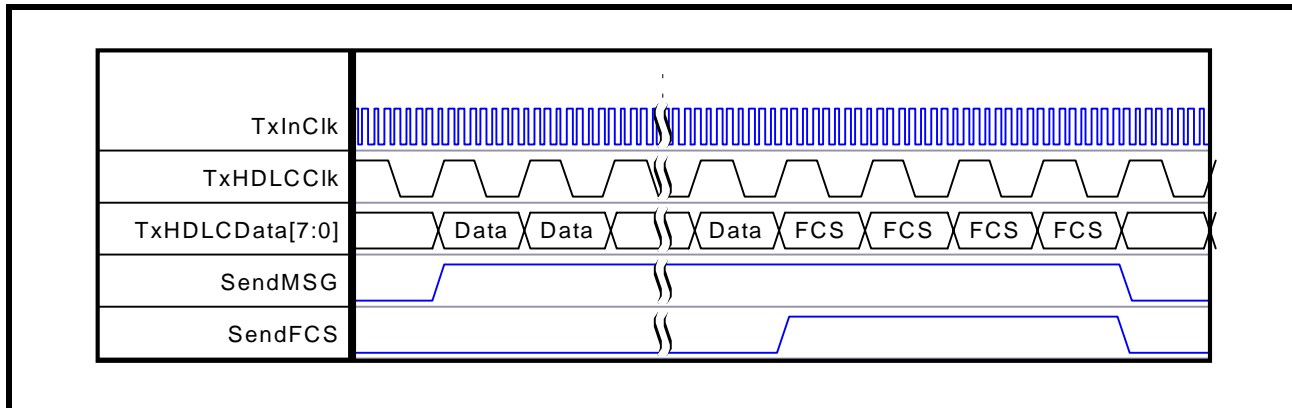 TxInClk
TxHDLCClk
TxHDLCData[7:0] Data Data Data FCS FCS FCS FCS
SendMSG
SendFCS